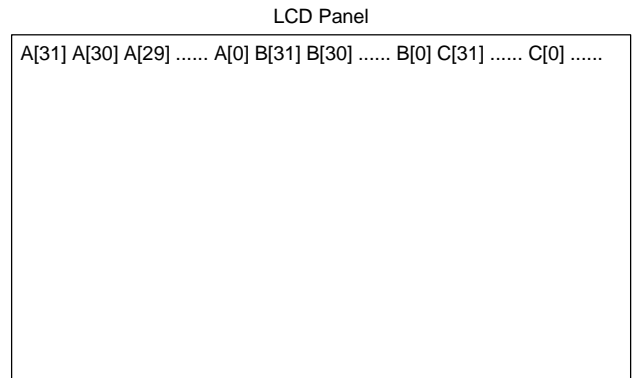 LCD Panel
A[31] A[30] A[29] ...... A[0] B[31] B[30] ...... B[0] C[31] ...... C[0] ......